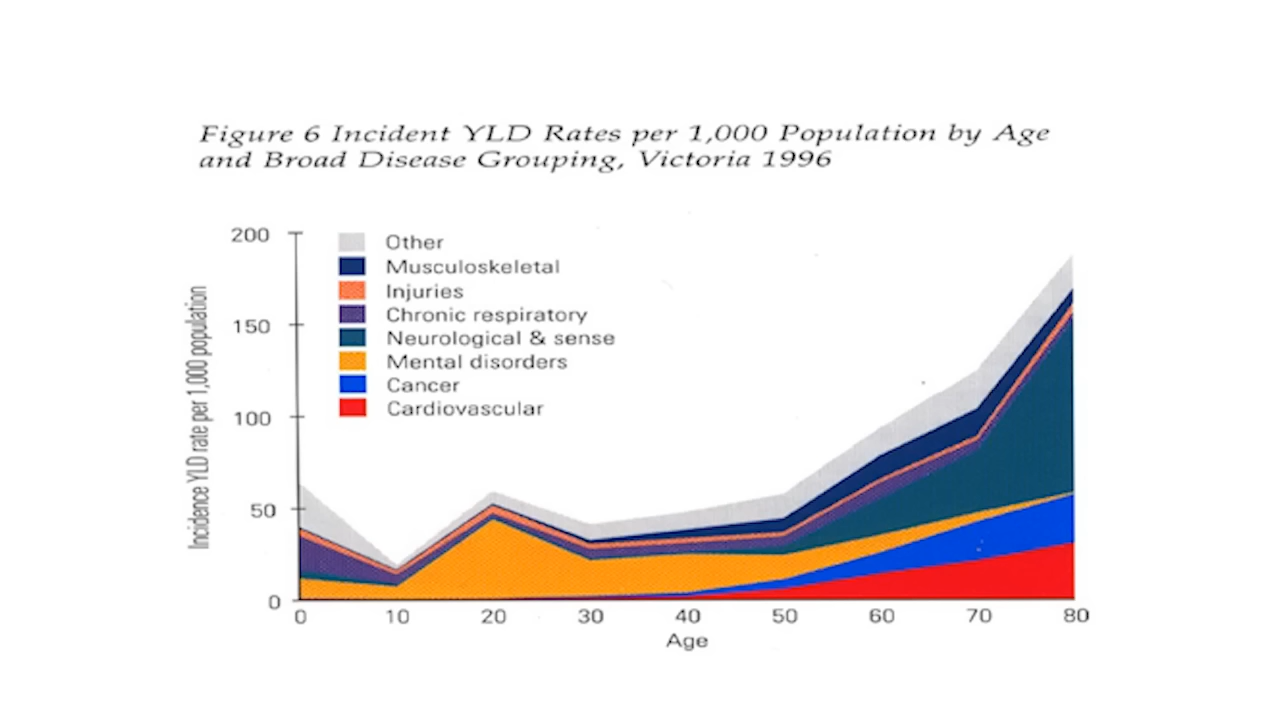 Figure 6 Incident YLD Rates per 1,000 Population by Age
and Broad Disease Grouping, Victoria 1996
Incidence YLD rate per 1,000 population
200
150
100
50
0
Other
Musculoskeletal
Injuries
Chronic respiratory
Neurological & sense
Mental disorders
Cancer
Cardiovascular
0 10 20 30 40 50 60 70 80
Age